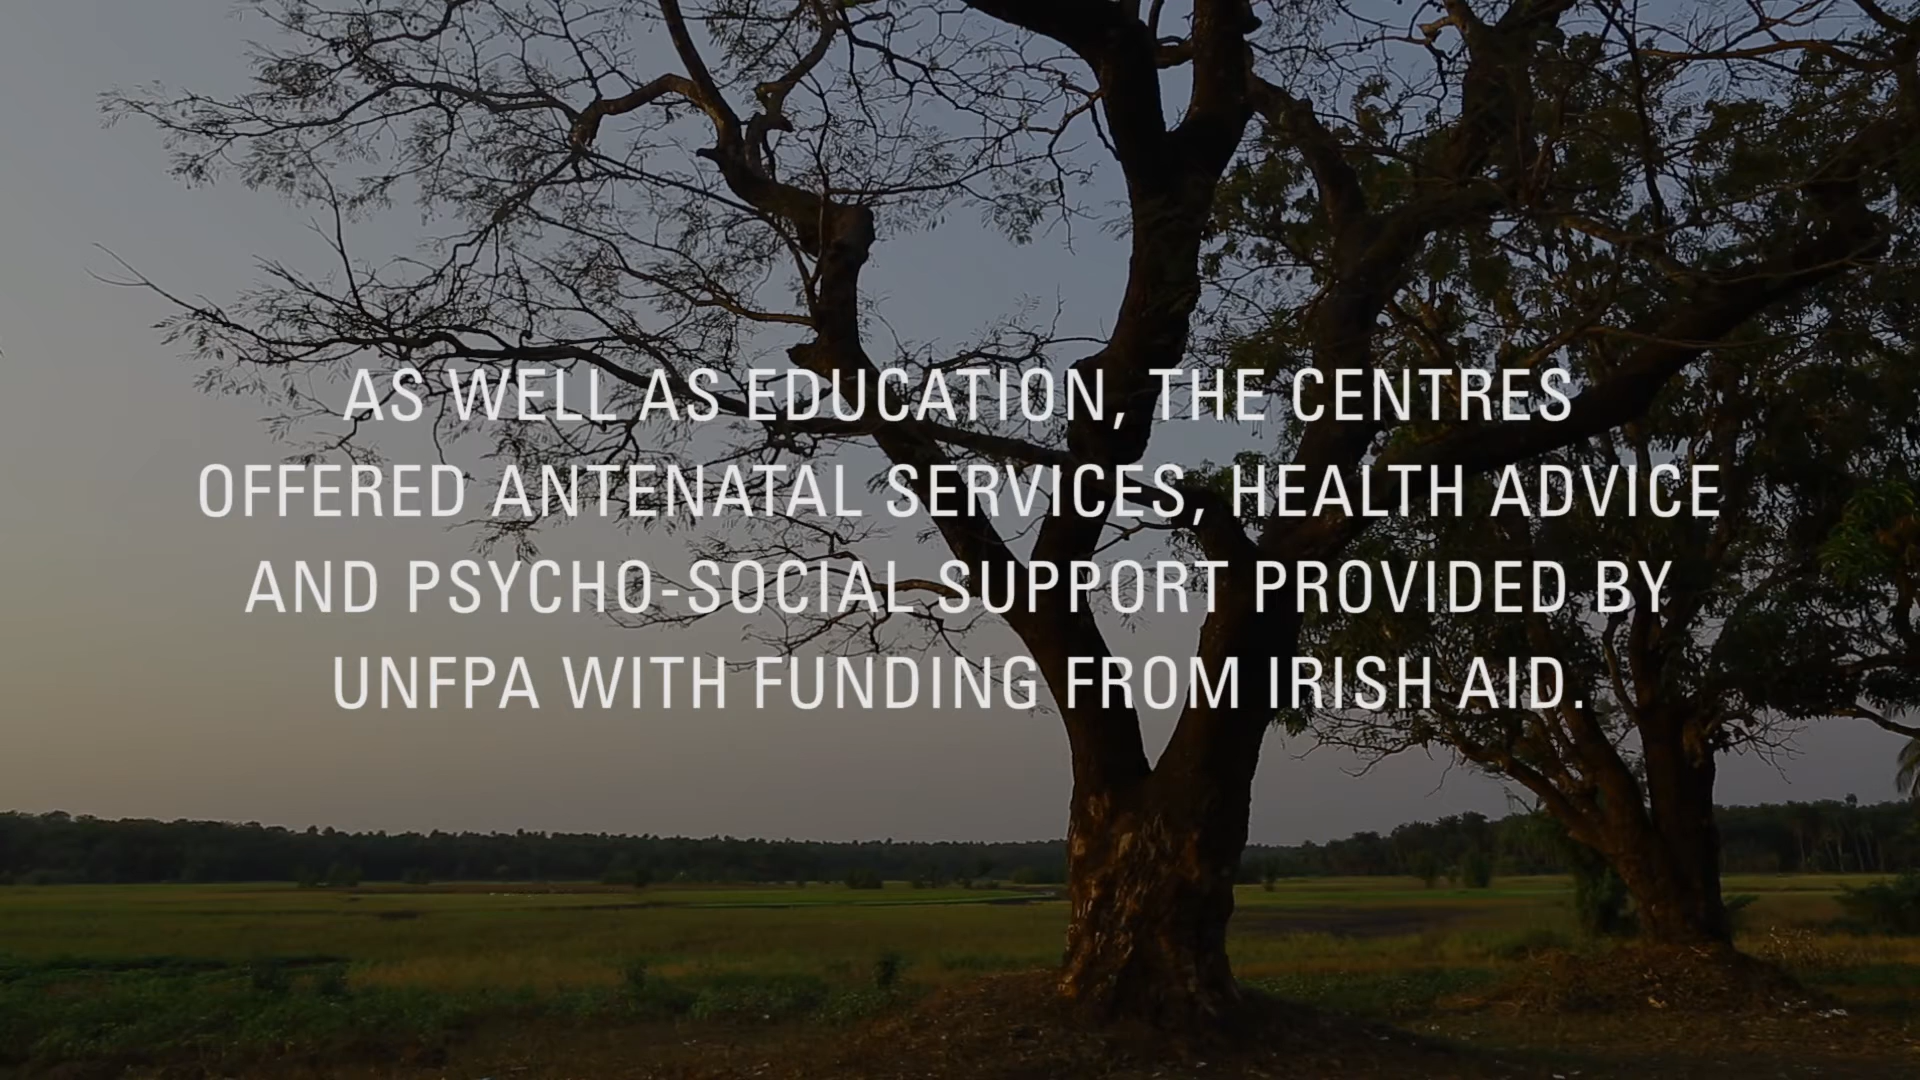 AS WELL AS EDUCATION, THE CENTRES
OFFERED ANTENATAL SERVICES, HEALTH ADVICE
AND PSYCHO-SOCIAL SUPPORT PROVIDED BY
UNFPA WITH FUNDING FROM IRISH AID.